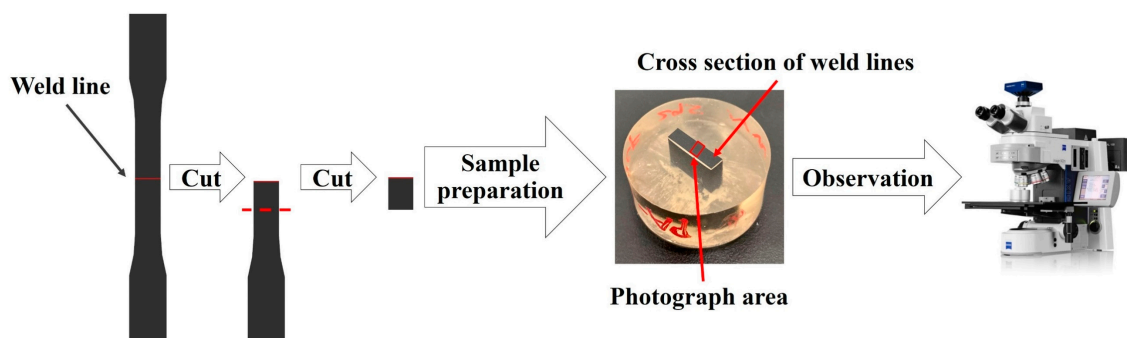 Weld line
Cut
Cut
Sample
preparation
Cross section of weld lines
Photograph area
Observation